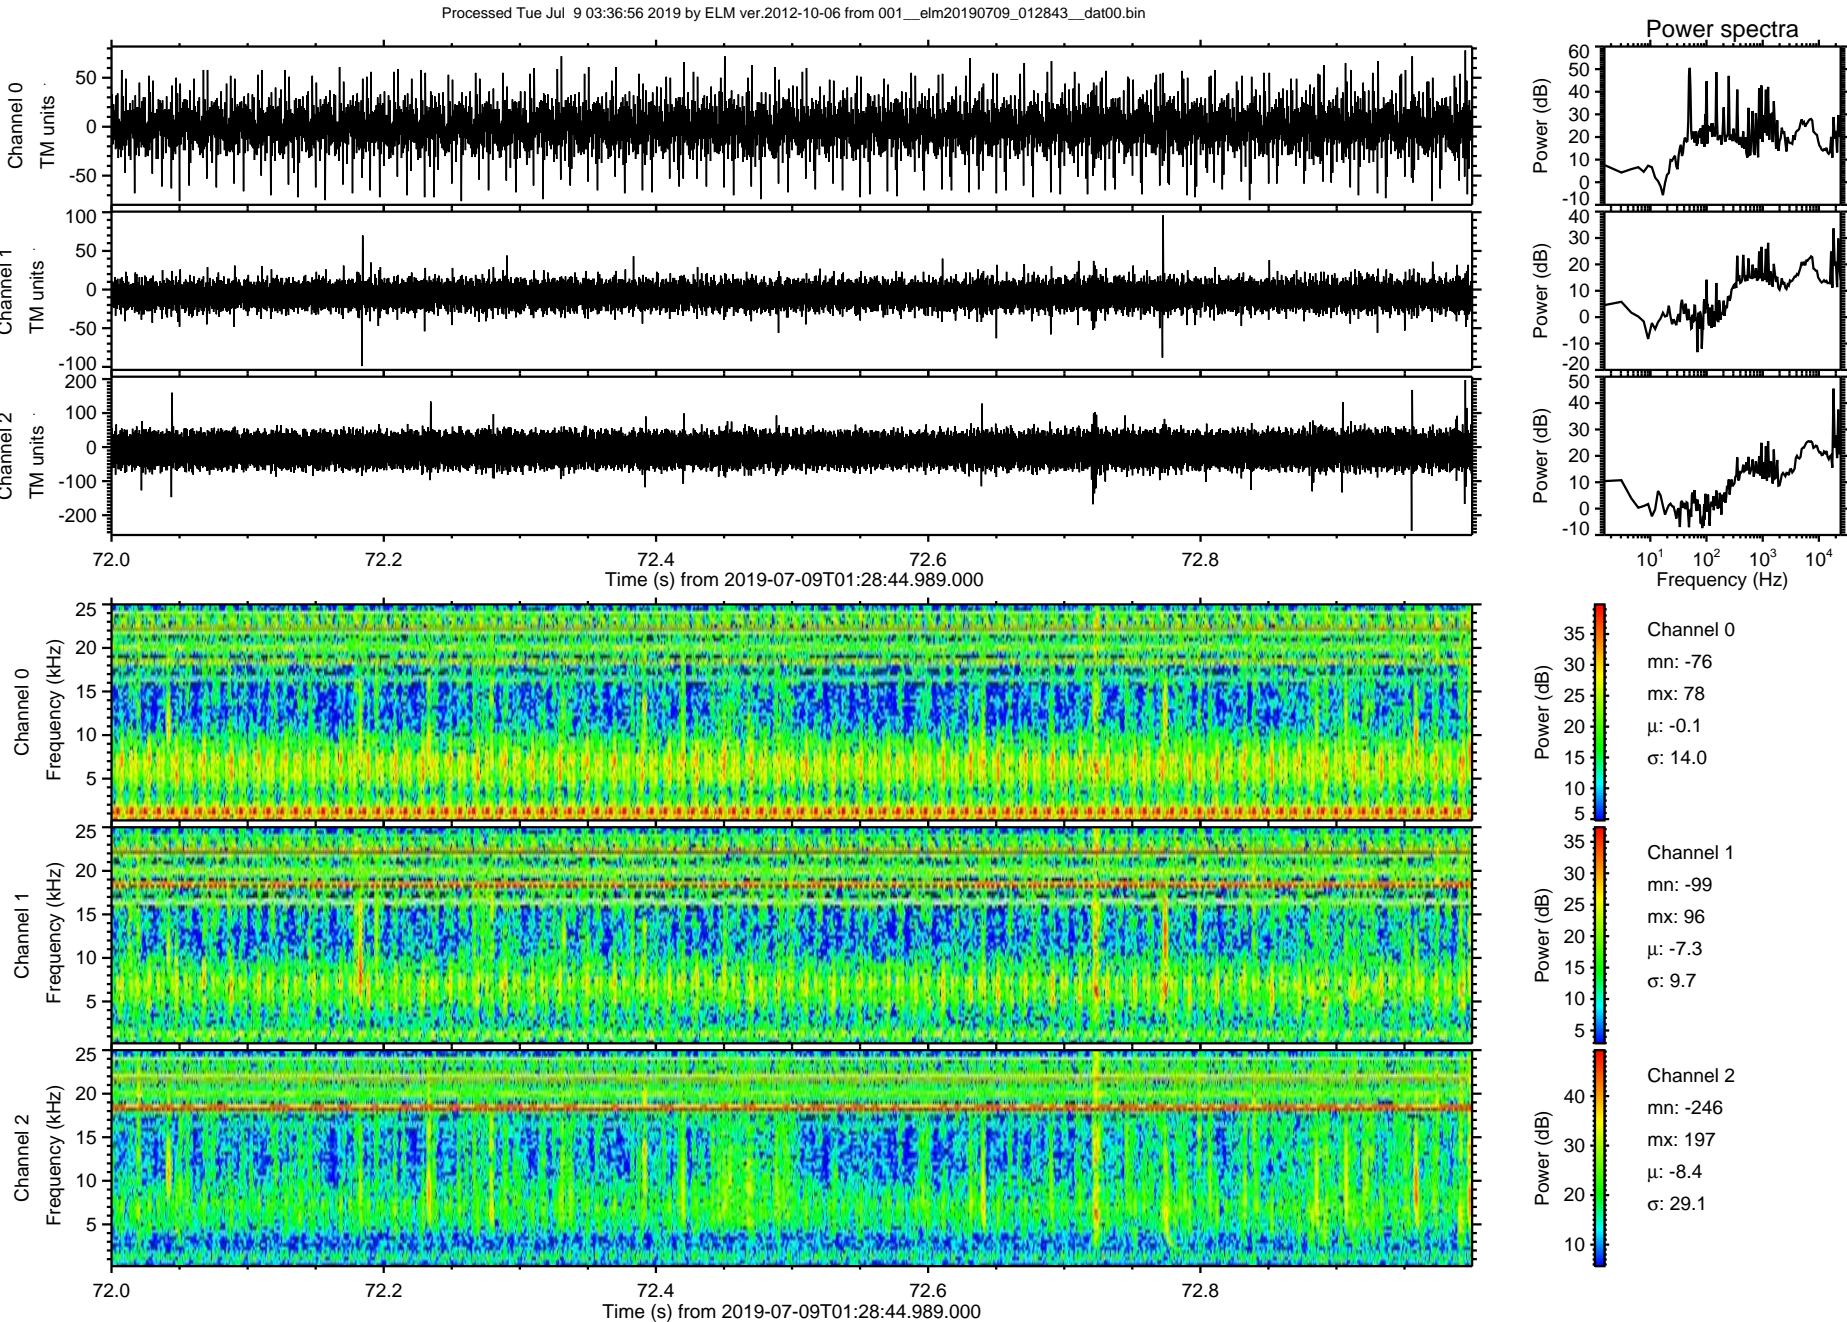 Processed Tue Jul  9 03:36:56 2019 by ELM ver.2012-10-06 from 001__elm20190709_012843__dat00.bin
Power spectra
Channel 0
TM units
50
0
-50
Power (dB)
60
50
40
30
20
10
0
-10
Channel 1
TM units
100
50
0
-50
-100
Power (dB)
40
30
20
10
0
-10
-20
Channel 2
TM units
200
100
0
-100
-200
Power (dB)
50
40
30
20
10
0
-10
72.0 72.2 72.4 72.6 72.8
Time (s) from 2019-07-09T01:28:44.989.000
10¹ 10² 10³ 10⁴
Frequency (Hz)
Channel 0
Frequency (kHz)
25
20
15
10
5
Power (dB)
35
30
25
20
15
10
5
Channel 0
mn: -76
mx: 78
μ: -0.1
σ: 14.0
Channel 1
Frequency (kHz)
25
20
15
10
5
Power (dB)
35
30
25
20
15
10
5
Channel 1
mn: -99
mx: 96
μ: -7.3
σ: 9.7
Channel 2
Frequency (kHz)
25
20
15
10
5
Power (dB)
40
30
20
10
Channel 2
mn: -246
mx: 197
μ: -8.4
σ: 29.1
72.0 72.2 72.4 72.6 72.8
Time (s) from 2019-07-09T01:28:44.989.000